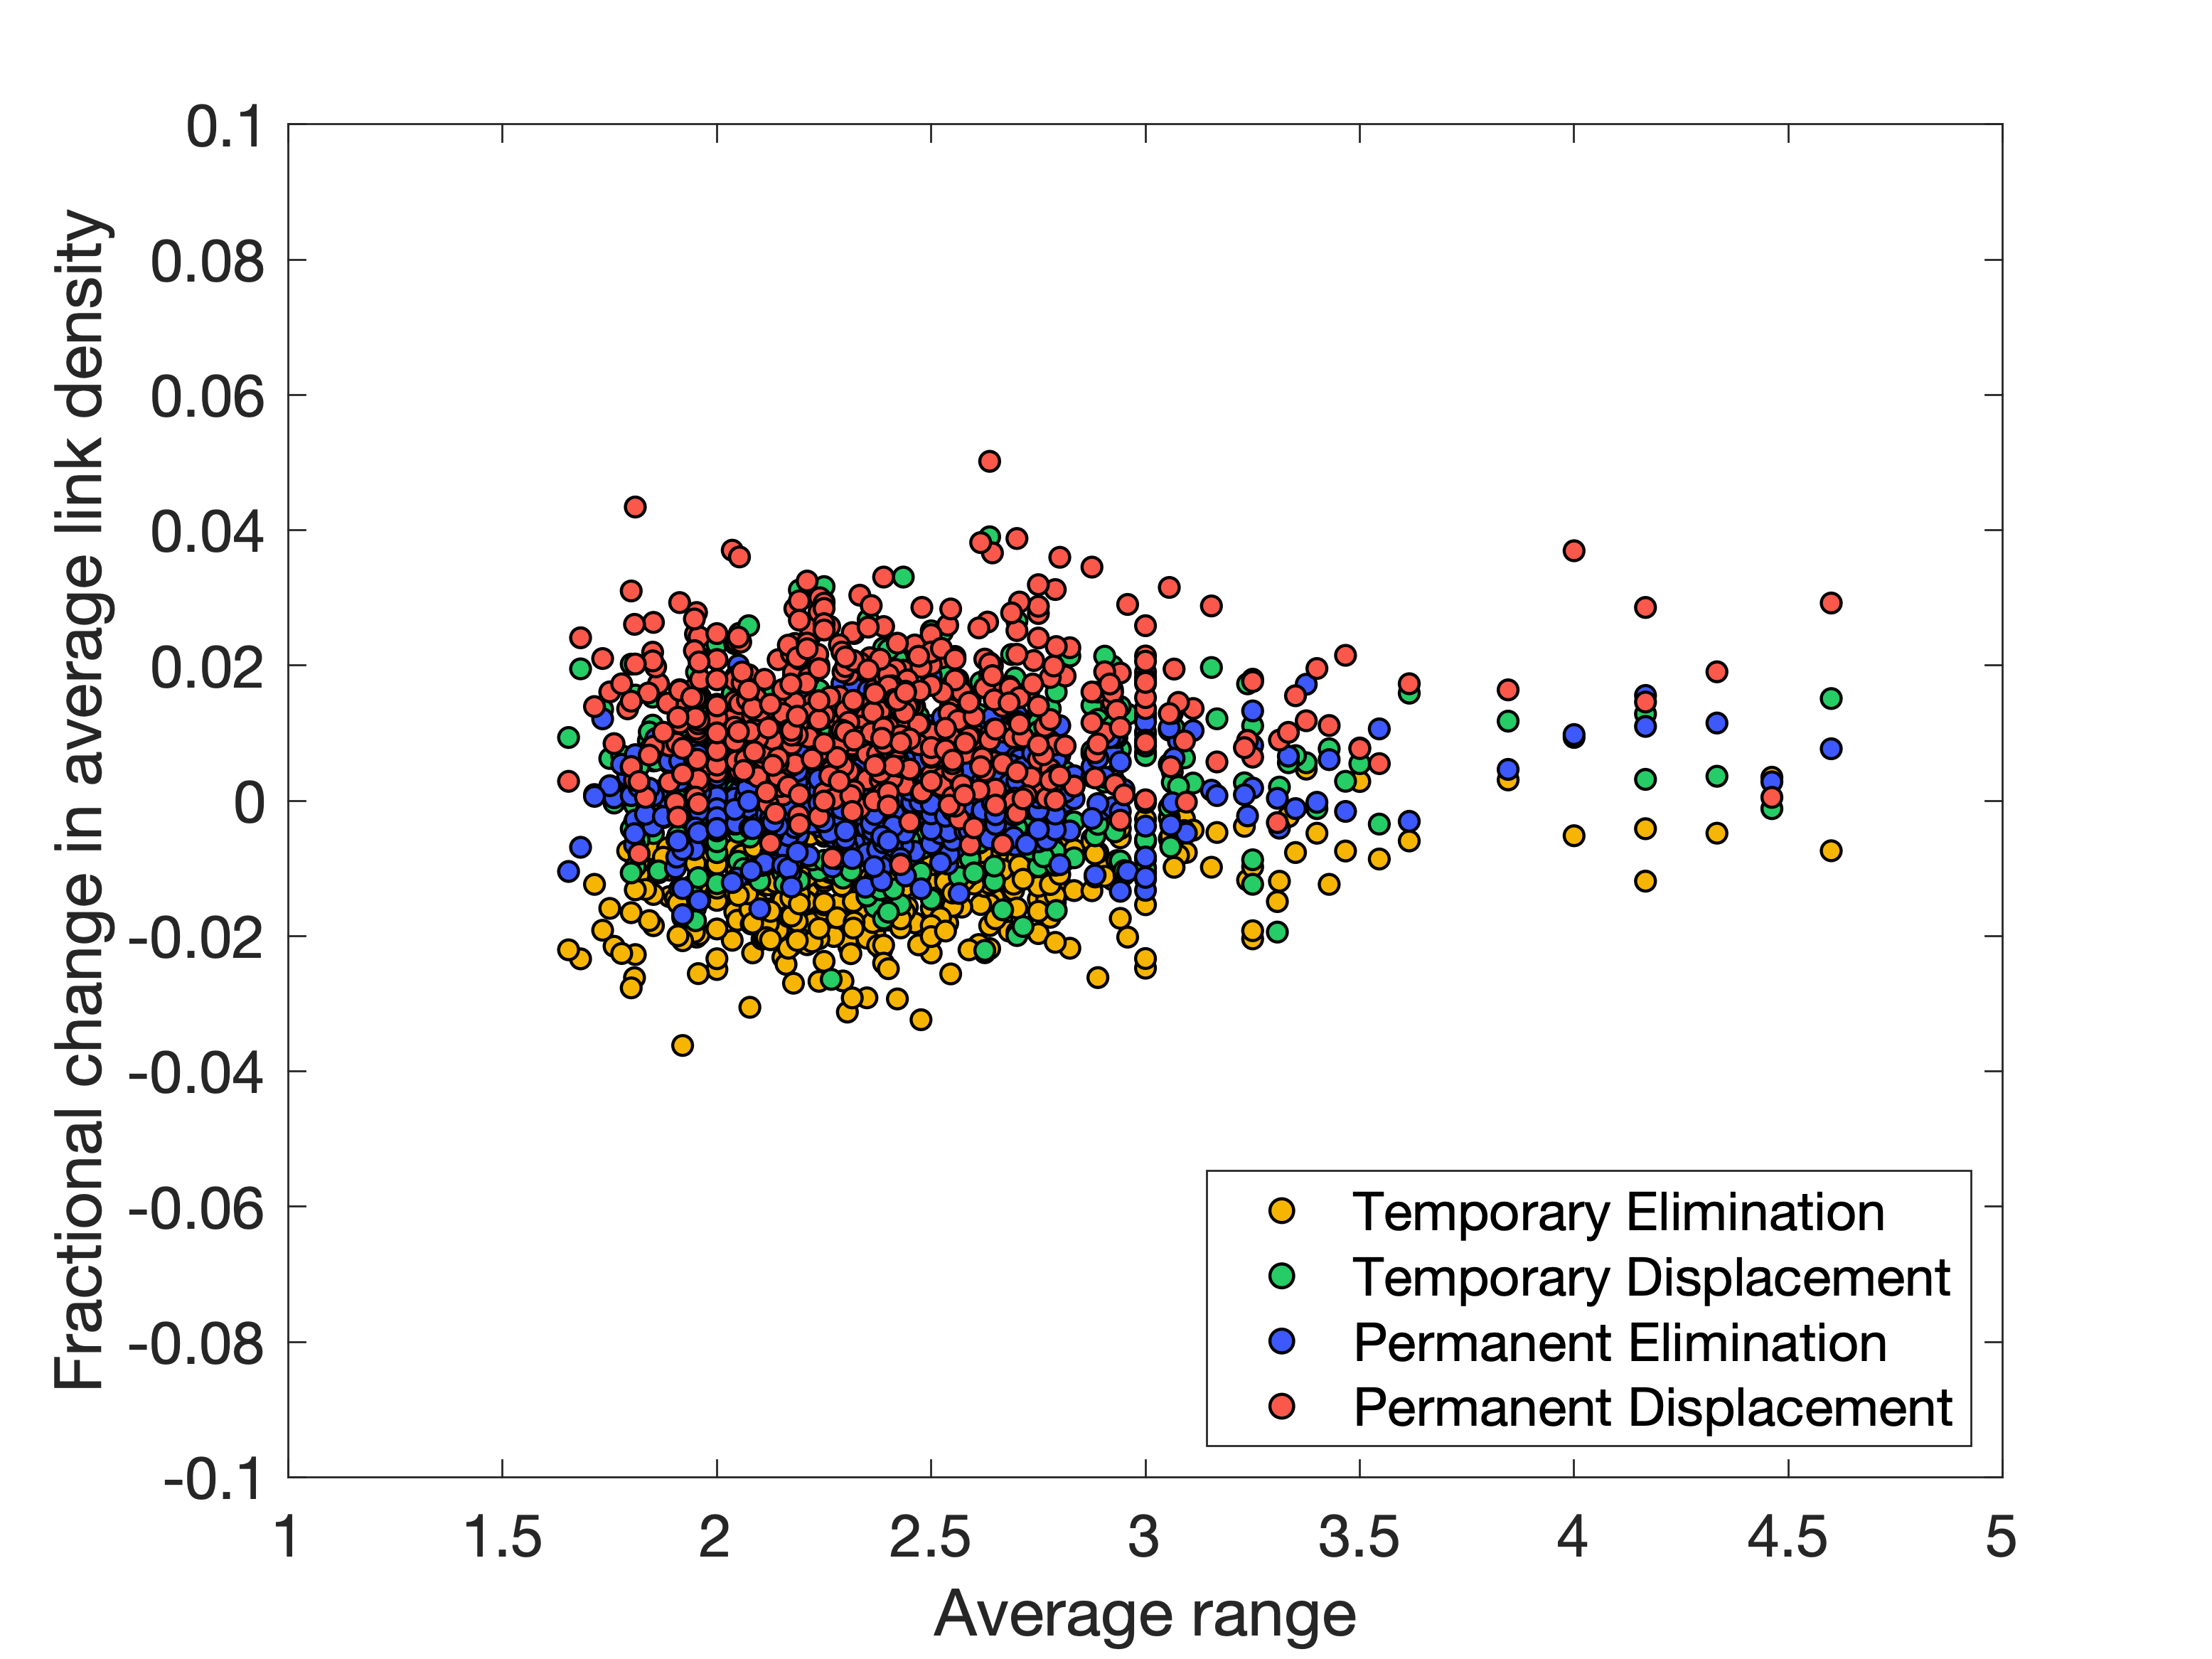 Fractional change in average link density
0.1
0.08
0.06
0.04
0.02
0
-0.02
-0.04
-0.06
-0.08
-0.1
Temporary Elimination
Temporary Displacement
Permanent Elimination
Permanent Displacement
1 1.5 2 2.5 3 3.5 4 4.5 5
Average range